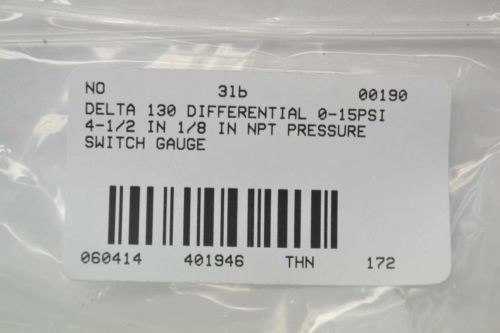 NO 3lb 00190
DELTA 130 DIFFERENTIAL 0-15PSI
4-1/2 IN 1/8 IN NPT PRESSURE
SWITCH GAUGE
060414 401946 THN 172